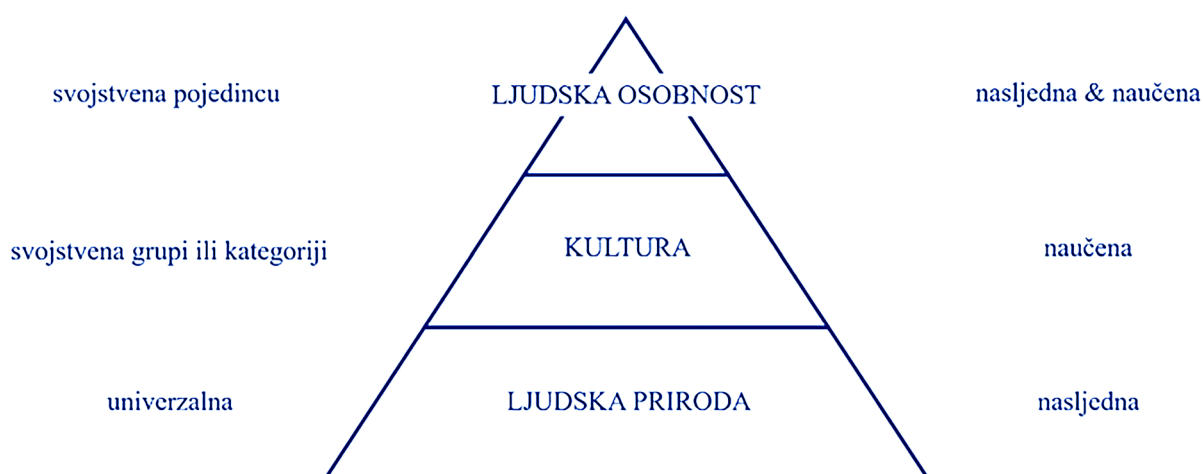 svojstvena pojedincu LJUDSKA OSOBNOST nasljedna & naučena
svojstvena grupi ili kategoriji KULTURA naučena
univerzalna LJUDSKA PRIRODA nasljedna